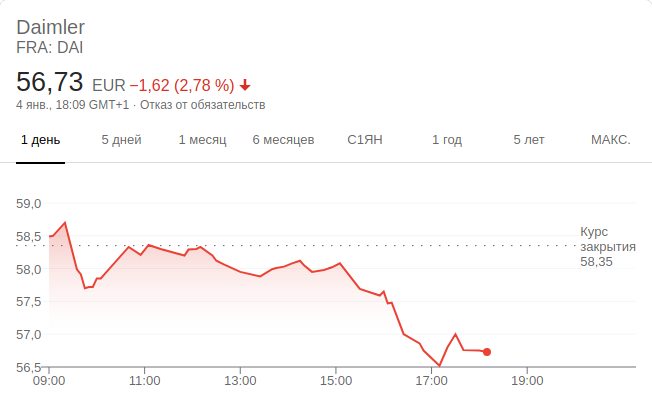 Daimler
FRA: DAI
56,73 EUR −1,62 (2,78 %)
4 янв., 18:09 GMT+1 · Отказ от обязательств
1 день 5 дней 1 месяц 6 месяцев С1ЯН 1 год 5 лет МАКС.
59,0
58,5
58,0
57,5
57,0
56,5
Курс
закрытия
58,35
09:00 11:00 13:00 15:00 17:00 19:00